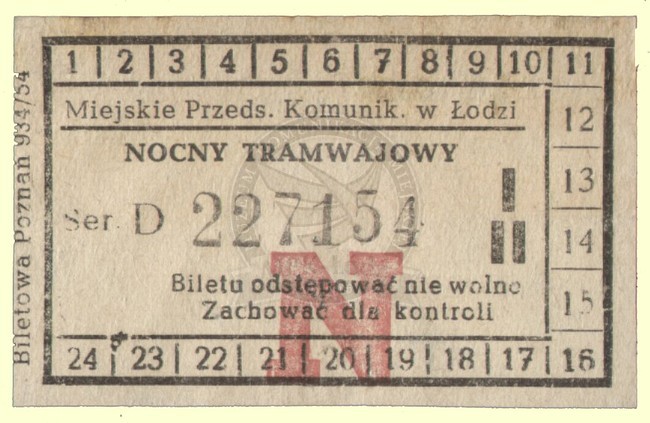 1 2 3 4 5 6 7 8 9 10 11
Miejskie Przeds. Komunik. w Łodzi
12
NOCNY TRAMWAJOWY
13
Ser. D 227154
14
N
Biletu odstępować nie wolno
15
Zachować dla kontroli
24 23 22 21 20 19 18 17 16
Biletowa Poznań 934/54